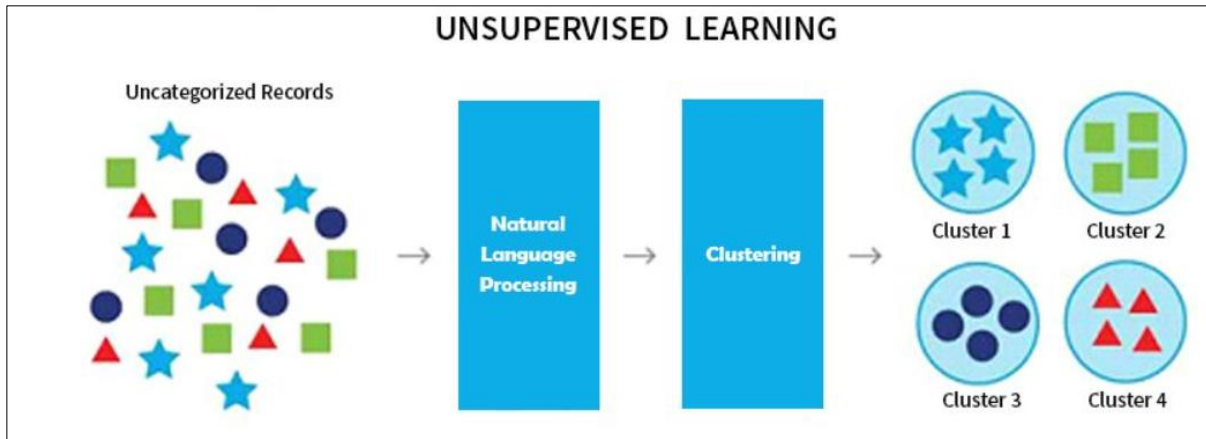 UNSUPERVISED LEARNING
Uncategorized Records
Natural
Language
Processing
Clustering
Cluster 1
Cluster 2
Cluster 3
Cluster 4